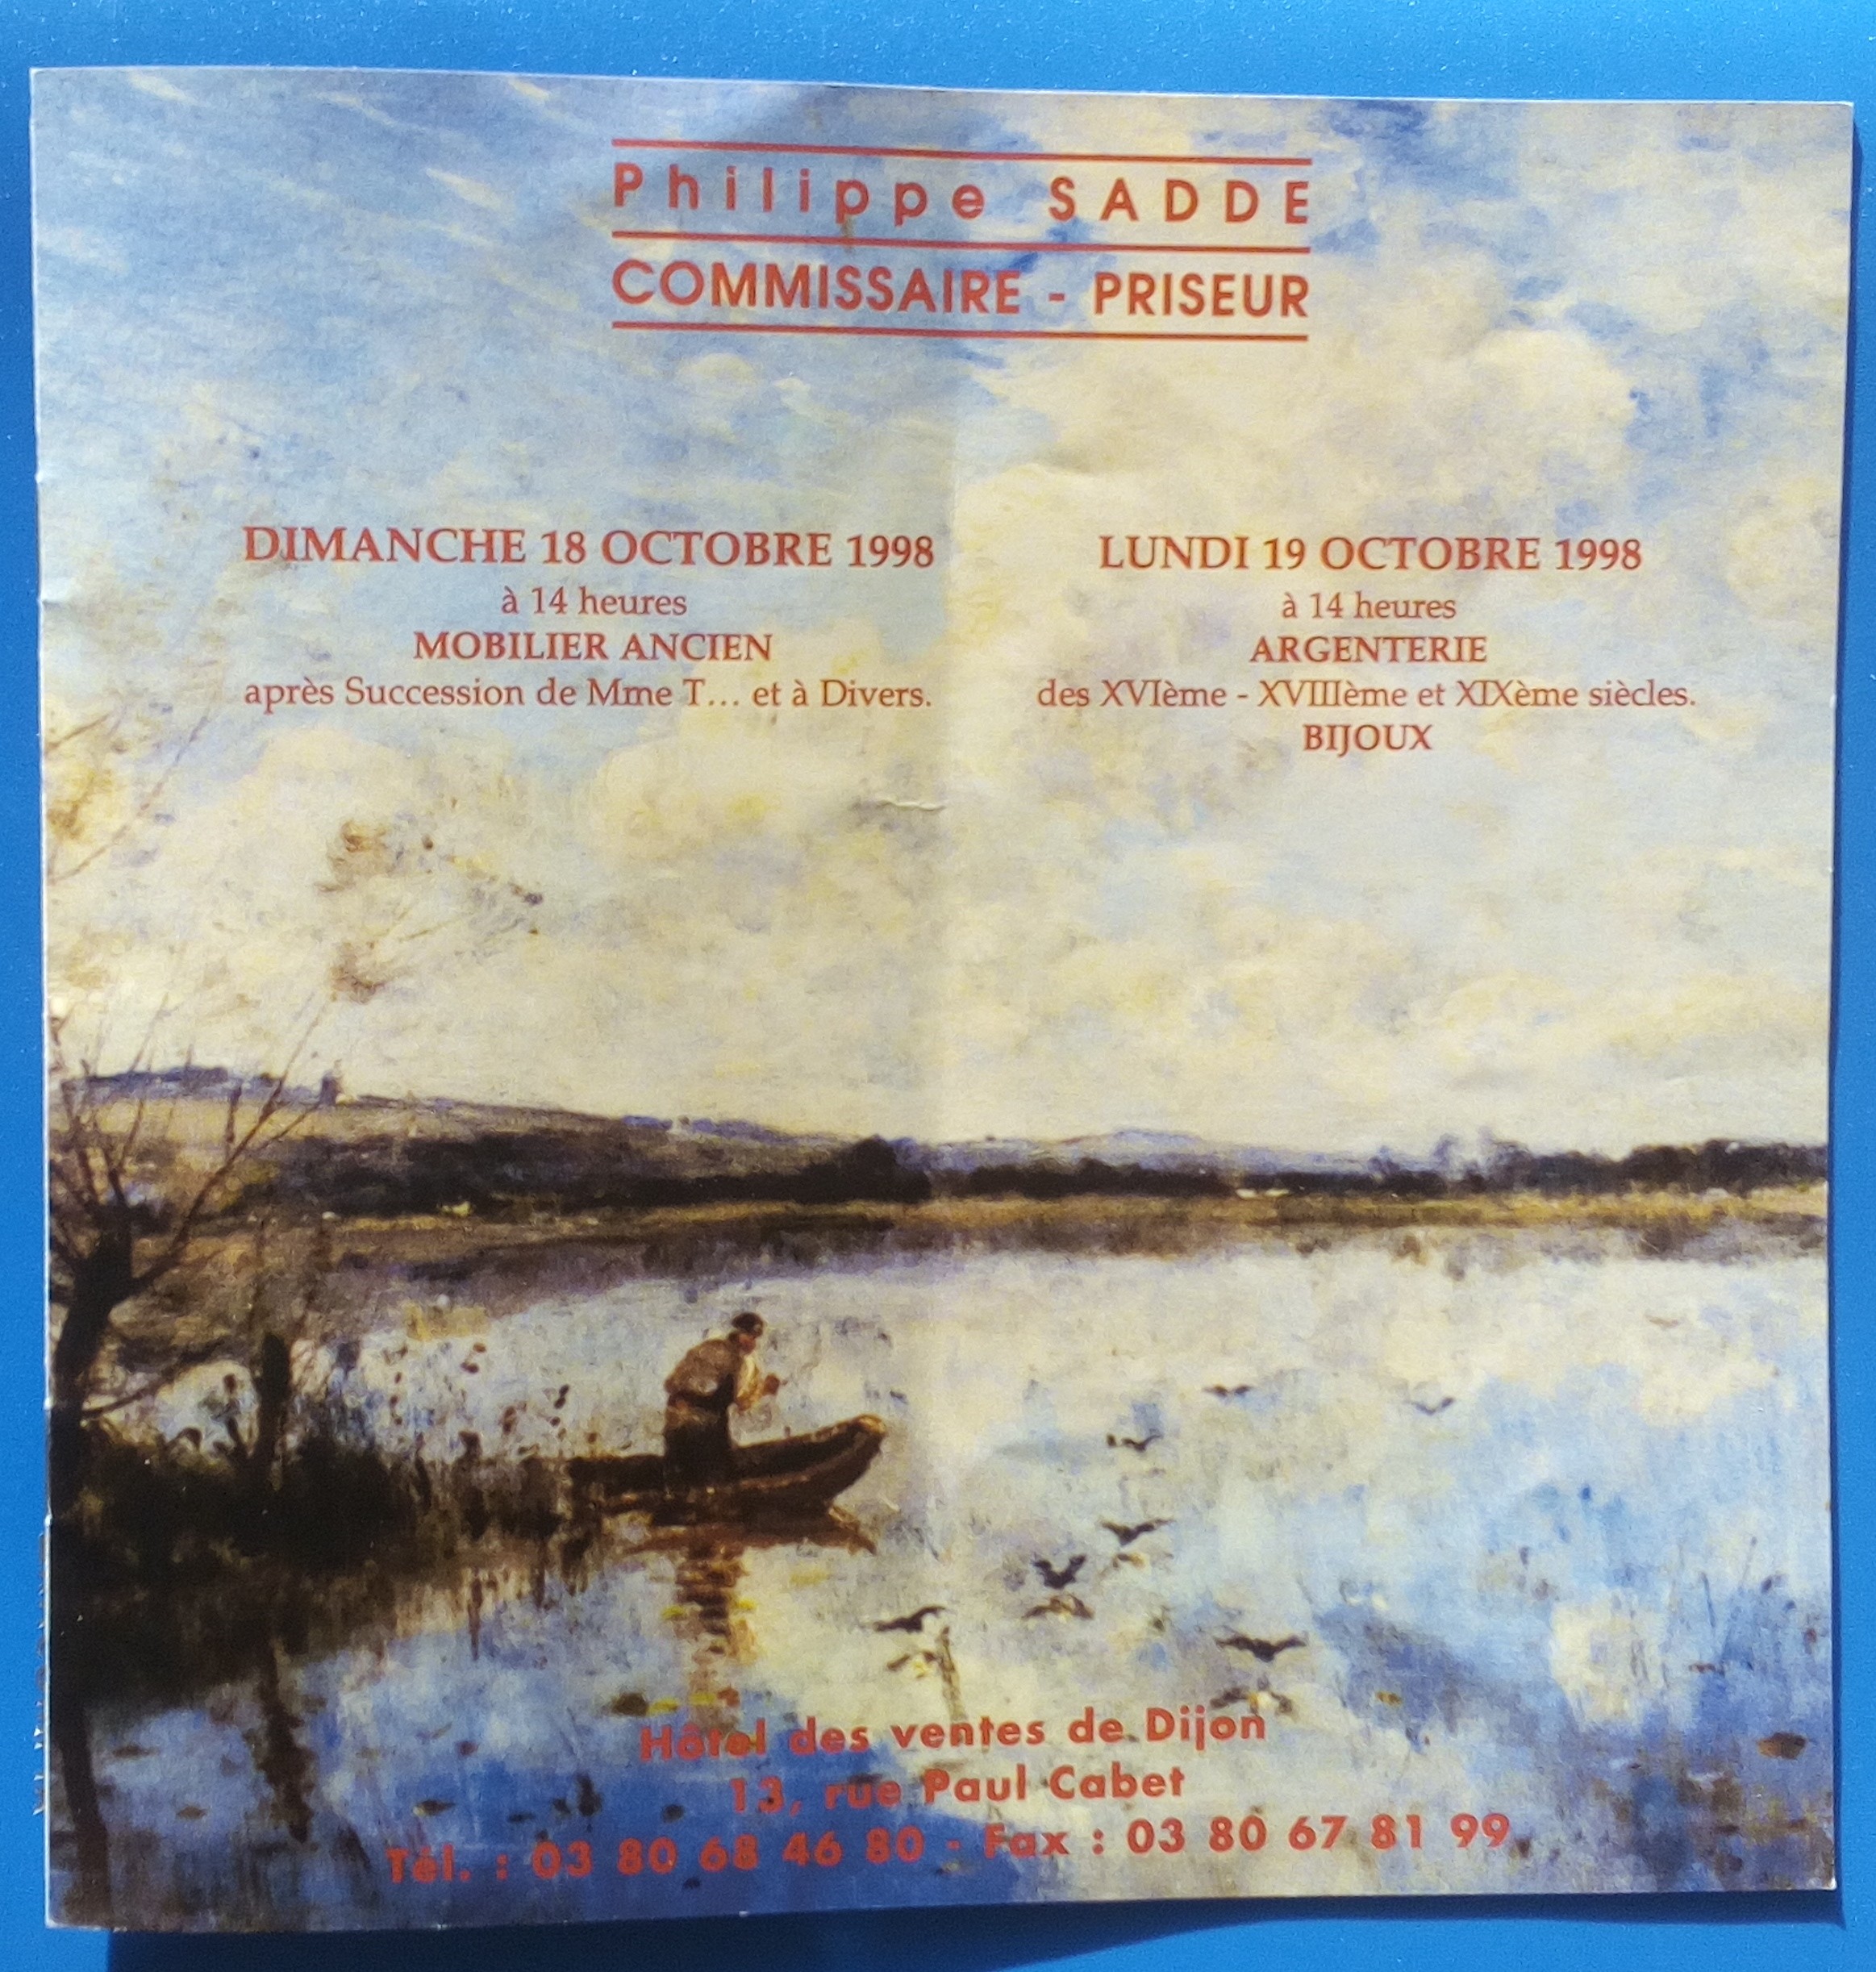 Philippe SADDE
COMMISSAIRE - PRISEUR
DIMANCHE 18 OCTOBRE 1998
à 14 heures
MOBILIER ANCIEN
après Succession de Mme T... et à Divers.
LUNDI 19 OCTOBRE 1998
à 14 heures
ARGENTERIE
des XVIème - XVIIIème et XIXème siècles.
BIJOUX
Hôtel des ventes de Dijon
13, rue Paul Cabet
Tél. : 03 80 68 46 80 - Fax : 03 80 67 81 99